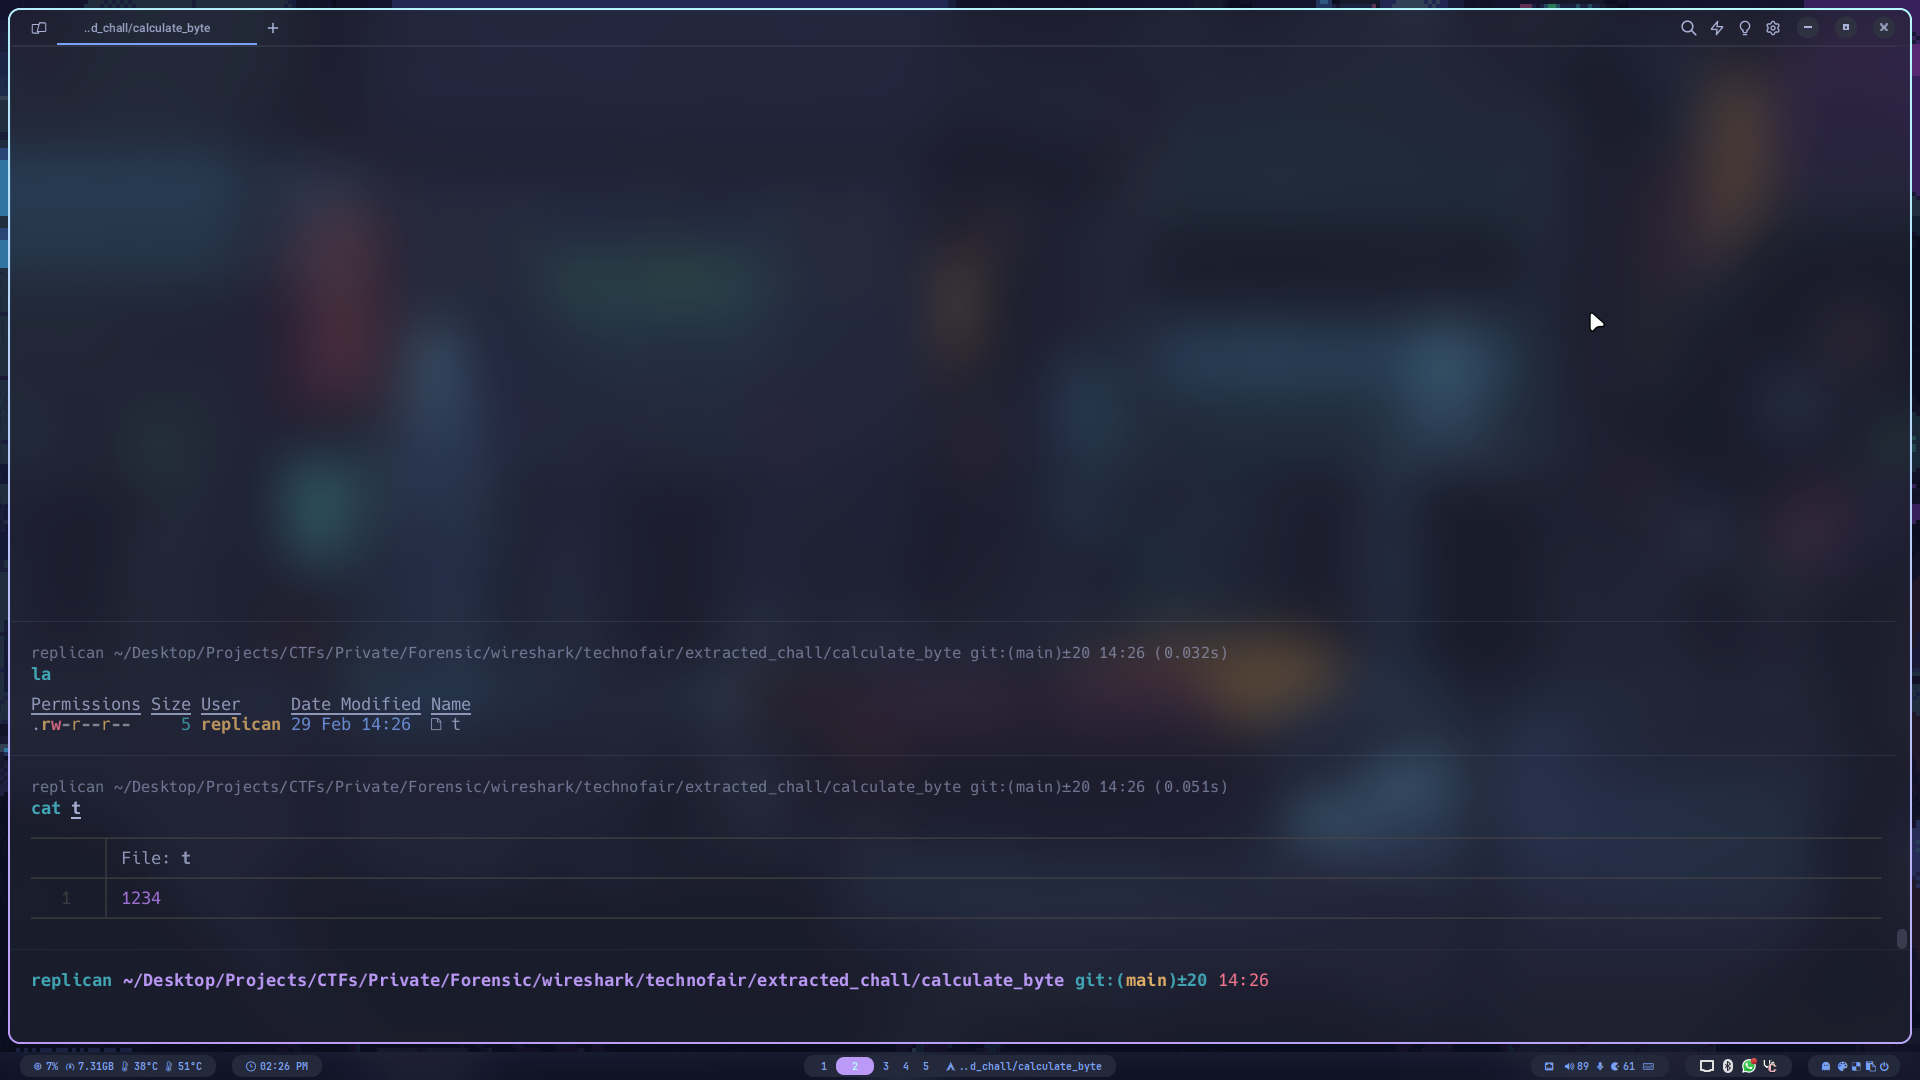 ..d_chall/calculate_byte
replican ~/Desktop/Projects/CTFs/Private/Forensic/wireshark/technofair/extracted_chall/calculate_byte git:(main)±20 14:26 (0.032s)
la
Permissions Size User Date Modified Name
.rw-r--r-- 5 replican 29 Feb 14:26 t
replican ~/Desktop/Projects/CTFs/Private/Forensic/wireshark/technofair/extracted_chall/calculate_byte git:(main)±20 14:26 (0.051s)
cat t
File: t
1 1234
replican ~/Desktop/Projects/CTFs/Private/Forensic/wireshark/technofair/extracted_chall/calculate_byte git:(main)±20 14:26
7% 7.31GB 38°C 51°C 02:26 PM 1 2 3 4 5 ..d_chall/calculate_byte 89 61